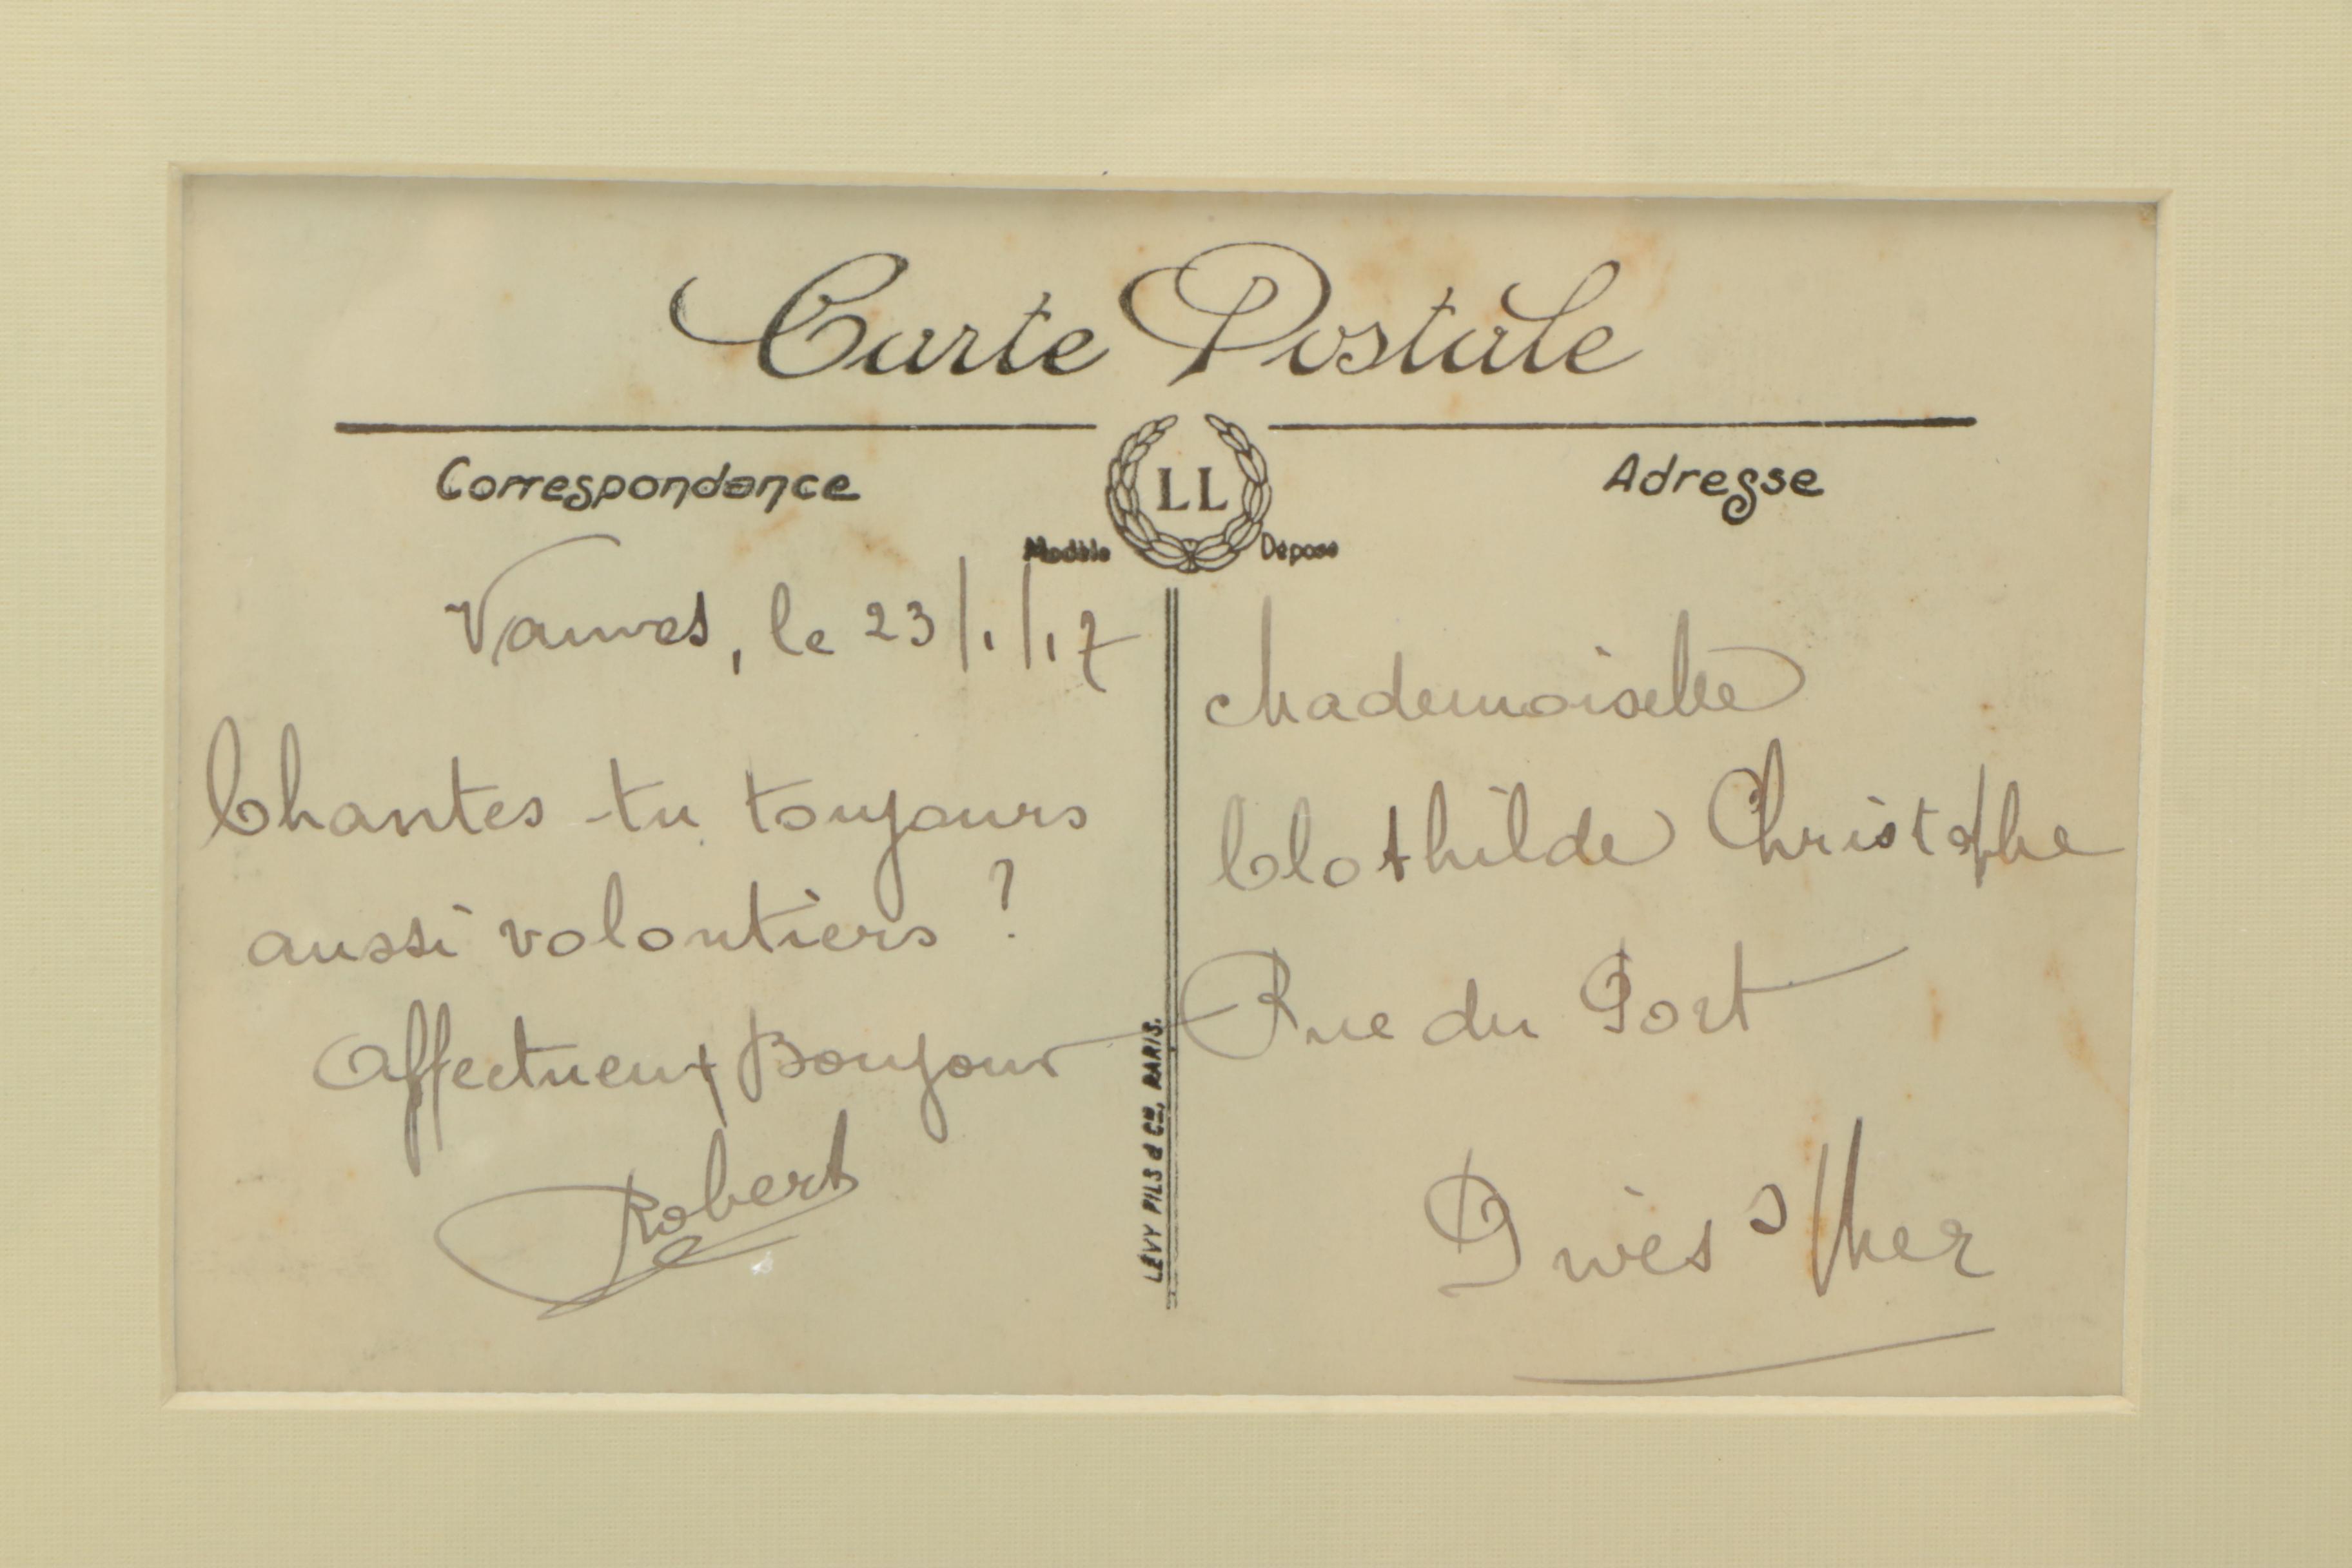 Carte Postale
Correspondance
LL
Modèle Déposé
Adresse
Vanves, le 23/1/17
Chantes-tu toujours
aussi volontiers ?
Affectueux Bonjour
Robert
LÉVY FILS & Cie, PARIS.
Mademoiselle
Clothilde Christophe
Rue du Port
Dives s/ Mer